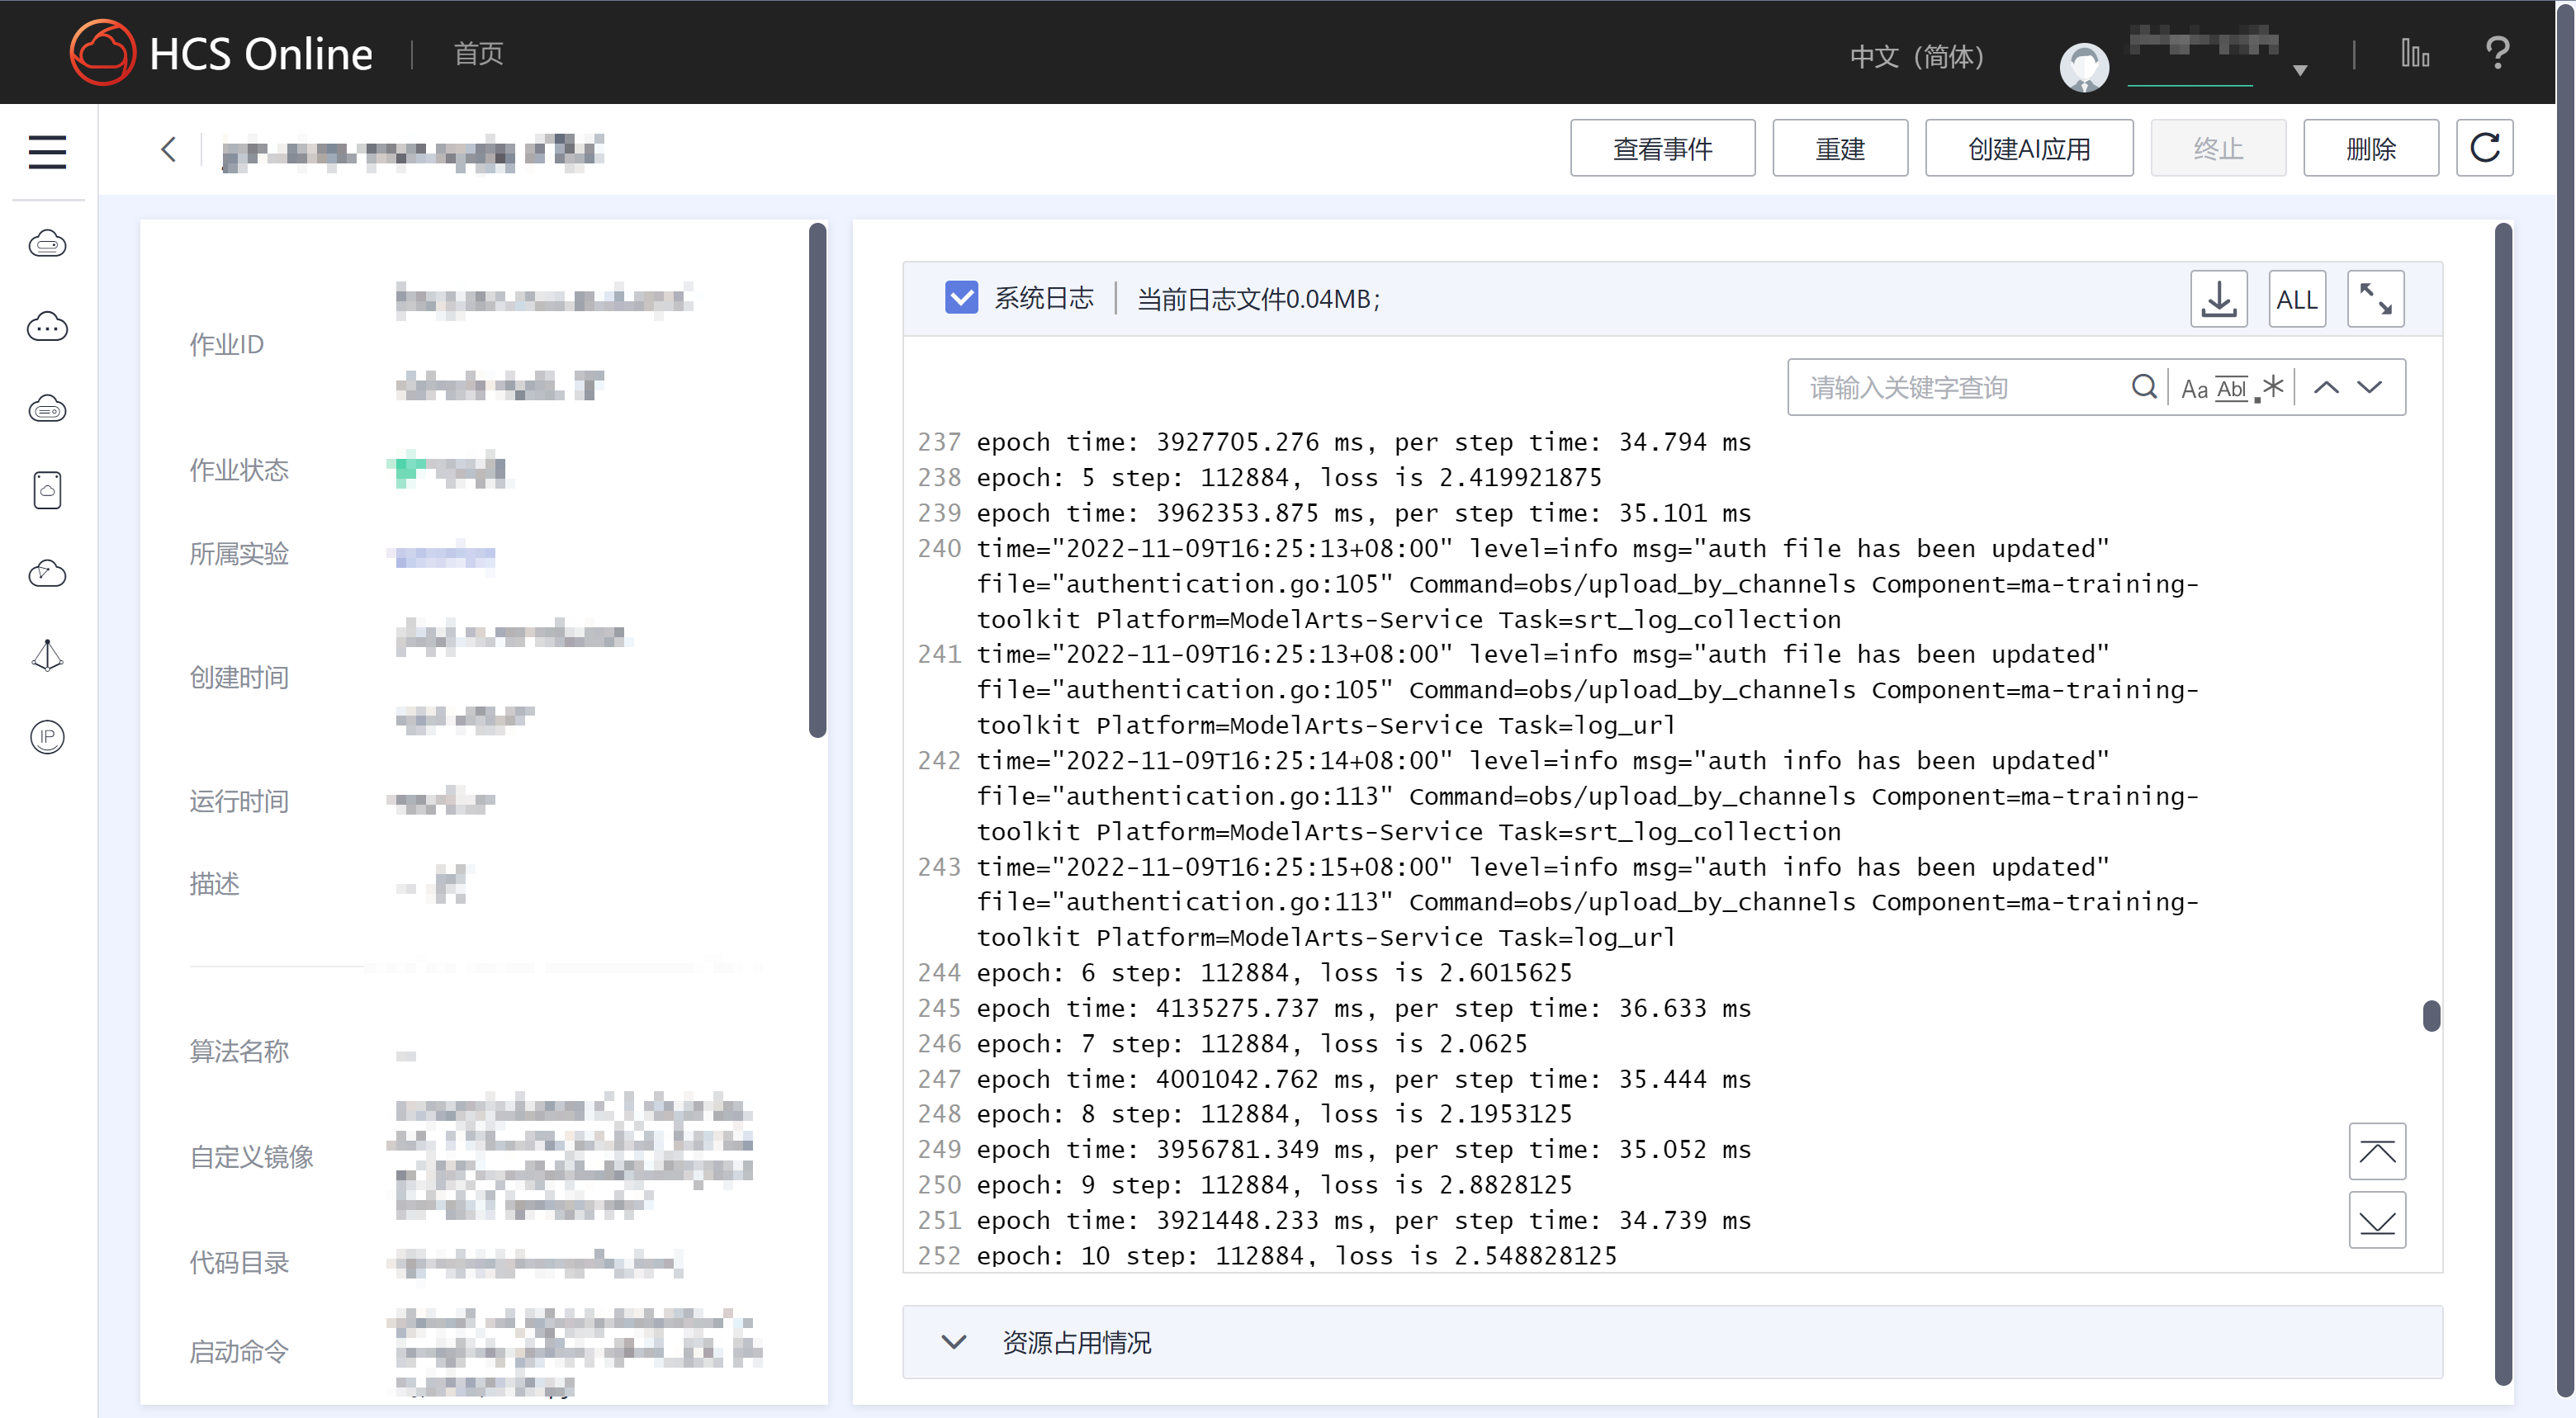 HCS Online
首页
中文（简体）
查看事件
重建
创建AI应用
终止
删除
作业ID
作业状态
所属实验
创建时间
运行时间
描述
算法名称
自定义镜像
代码目录
启动命令
系统日志
当前日志文件0.04MB;
ALL
请输入关键字查询
Aa
Abl
.*
237 epoch time: 3927705.276 ms, per step time: 34.794 ms
238 epoch: 5 step: 112884, loss is 2.419921875
239 epoch time: 3962353.875 ms, per step time: 35.101 ms
240 time="2022-11-09T16:25:13+08:00" level=info msg="auth file has been updated"
file="authentication.go:105" Command=obs/upload_by_channels Component=ma-training-
toolkit Platform=ModelArts-Service Task=srt_log_collection
241 time="2022-11-09T16:25:13+08:00" level=info msg="auth file has been updated"
file="authentication.go:105" Command=obs/upload_by_channels Component=ma-training-
toolkit Platform=ModelArts-Service Task=log_url
242 time="2022-11-09T16:25:14+08:00" level=info msg="auth info has been updated"
file="authentication.go:113" Command=obs/upload_by_channels Component=ma-training-
toolkit Platform=ModelArts-Service Task=srt_log_collection
243 time="2022-11-09T16:25:15+08:00" level=info msg="auth info has been updated"
file="authentication.go:113" Command=obs/upload_by_channels Component=ma-training-
toolkit Platform=ModelArts-Service Task=log_url
244 epoch: 6 step: 112884, loss is 2.6015625
245 epoch time: 4135275.737 ms, per step time: 36.633 ms
246 epoch: 7 step: 112884, loss is 2.0625
247 epoch time: 4001042.762 ms, per step time: 35.444 ms
248 epoch: 8 step: 112884, loss is 2.1953125
249 epoch time: 3956781.349 ms, per step time: 35.052 ms
250 epoch: 9 step: 112884, loss is 2.8828125
251 epoch time: 3921448.233 ms, per step time: 34.739 ms
252 epoch: 10 step: 112884, loss is 2.548828125
资源占用情况
IP